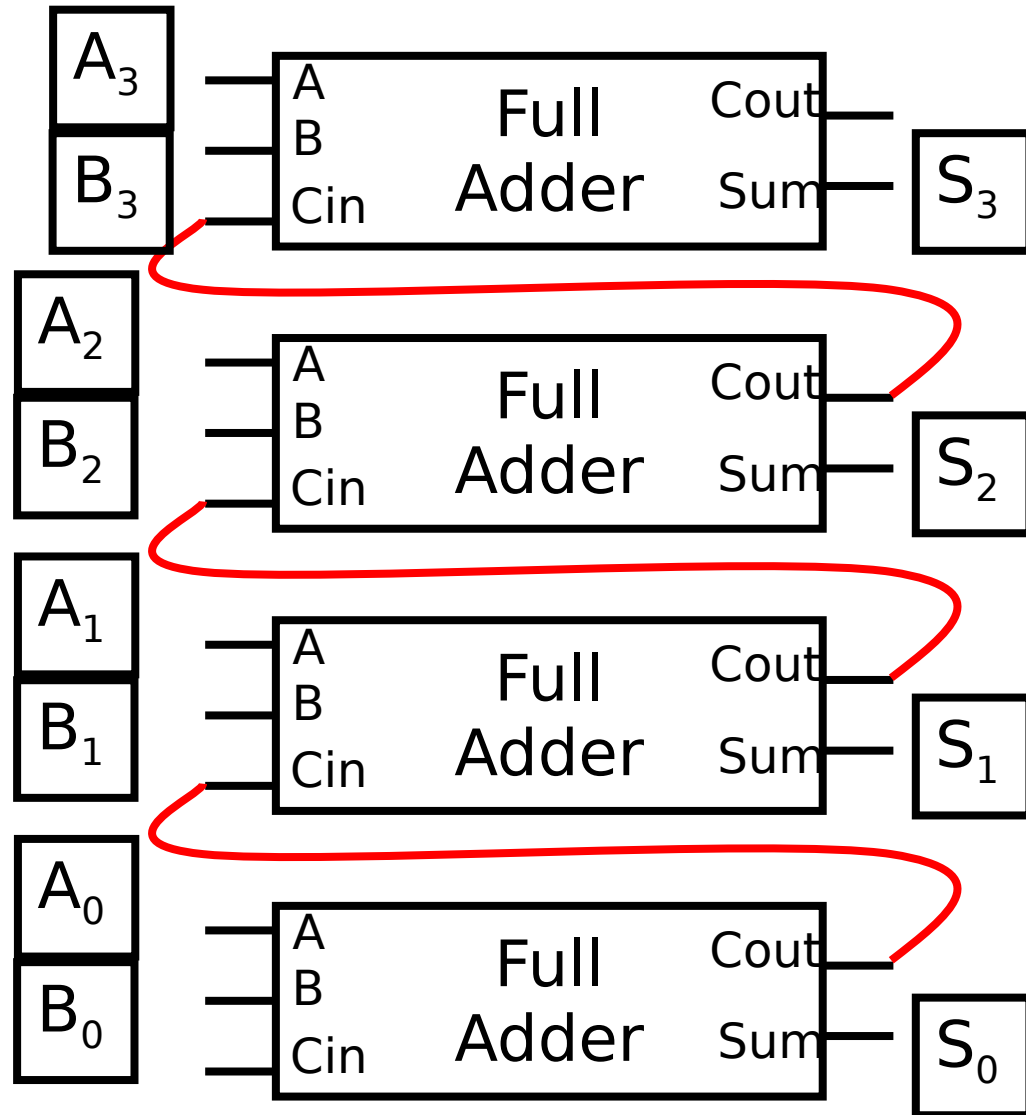 A₃
B₃
A
B
Cin
Full
Adder
Cout
Sum
S₃
A₂
B₂
A
B
Cin
Full
Adder
Cout
Sum
S₂
A₁
B₁
A
B
Cin
Full
Adder
Cout
Sum
S₁
A₀
B₀
A
B
Cin
Full
Adder
Cout
Sum
S₀